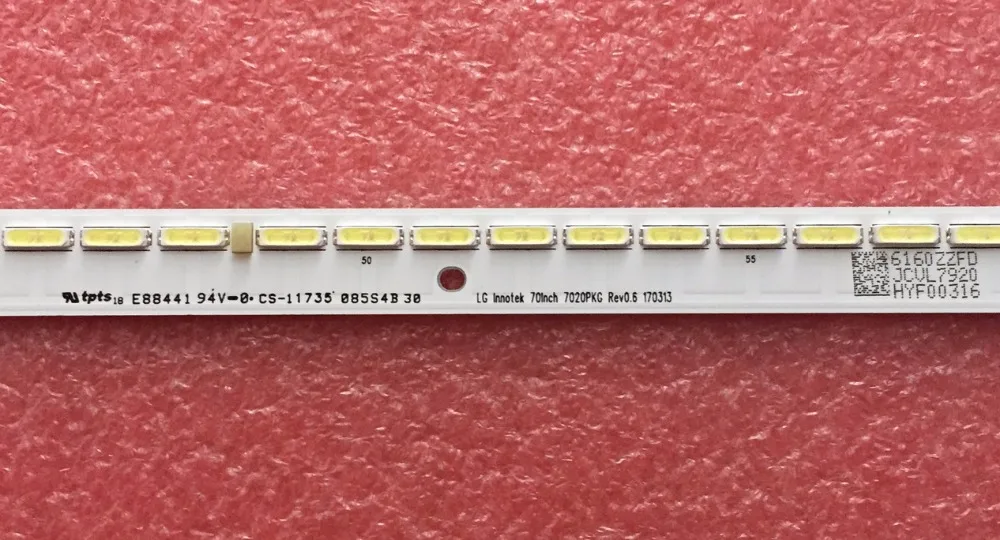 50
55
tpts 18 E88441 94V-0 CS-11735 085S4B 30
LG Innotek 70Inch 7020PKG Rev0.6 170313
6160ZZFD
JCVL7920
HYF00316